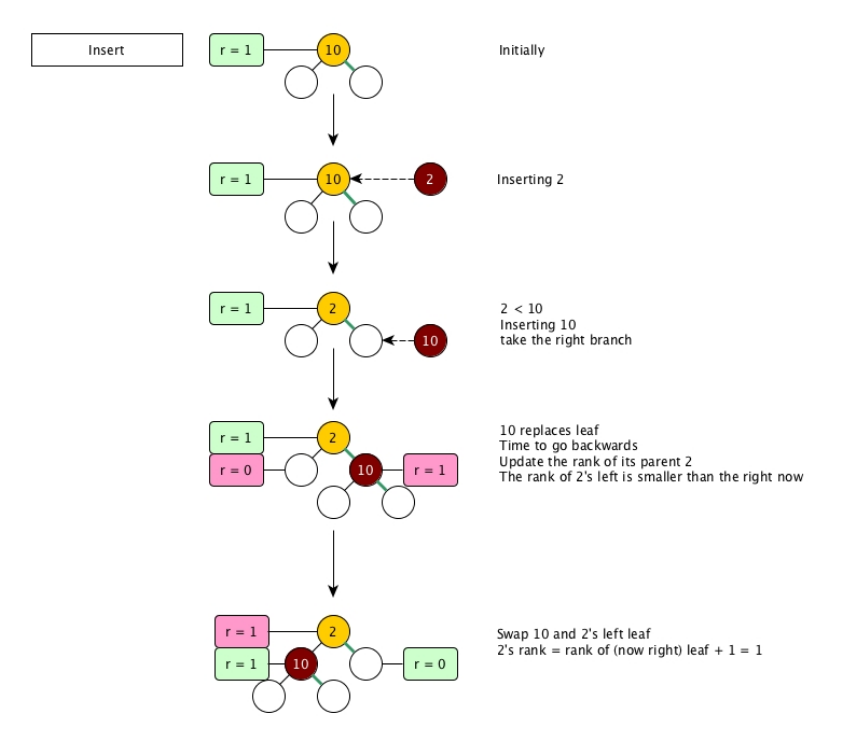 Insert
r = 1
10
Initially
r = 1
10
2
Inserting 2
r = 1
2
10
2 < 10
Inserting 10
take the right branch
r = 1
2
r = 0
10
r = 1
10 replaces leaf
Time to go backwards
Update the rank of its parent 2
The rank of 2's left is smaller than the right now
r = 1
2
r = 1
10
r = 0
Swap 10 and 2's left leaf
2's rank = rank of (now right) leaf + 1 = 1